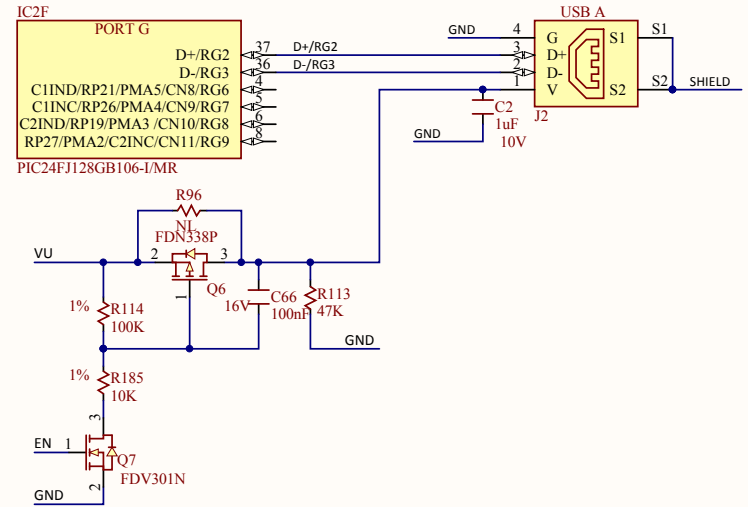 IC2F
PORT G
USB A
D+/RG2
37
D+/RG2
D-/RG3
36
D-/RG3
C1IND/RP21/PMA5/CN8/RG6
4
C1INC/RP26/PMA4/CN9/RG7
5
C2IND/RP19/PMA3 /CN10/RG8
6
RP27/PMA2/C2INC/CN11/RG9
8
PIC24FJ128GB106-I/MR
GND
4
G
S1
S1
3
D+
2
D-
1
V
S2
S2
SHIELD
J2
C2
1uF
10V
GND
R96
NL
FDN338P
VU
2
3
Q6
1
1%
R114
100K
16V
C66
100nF
R113
47K
GND
1%
R185
10K
3
EN
1
Q7
FDV301N
2
GND